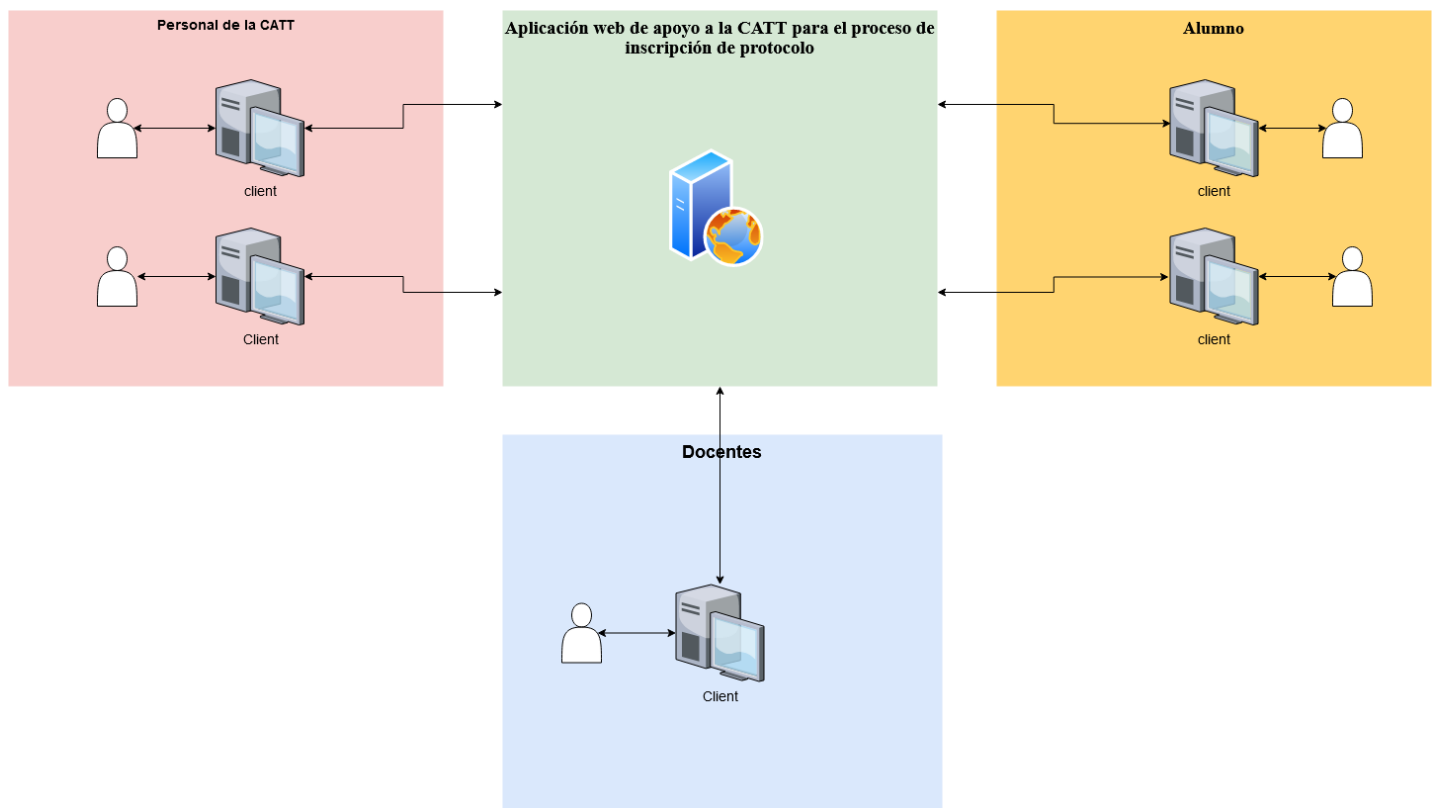 Personal de la CATT
client
Client
Aplicación web de apoyo a la CATT para el proceso de
inscripción de protocolo
Alumno
client
client
Docentes
Client